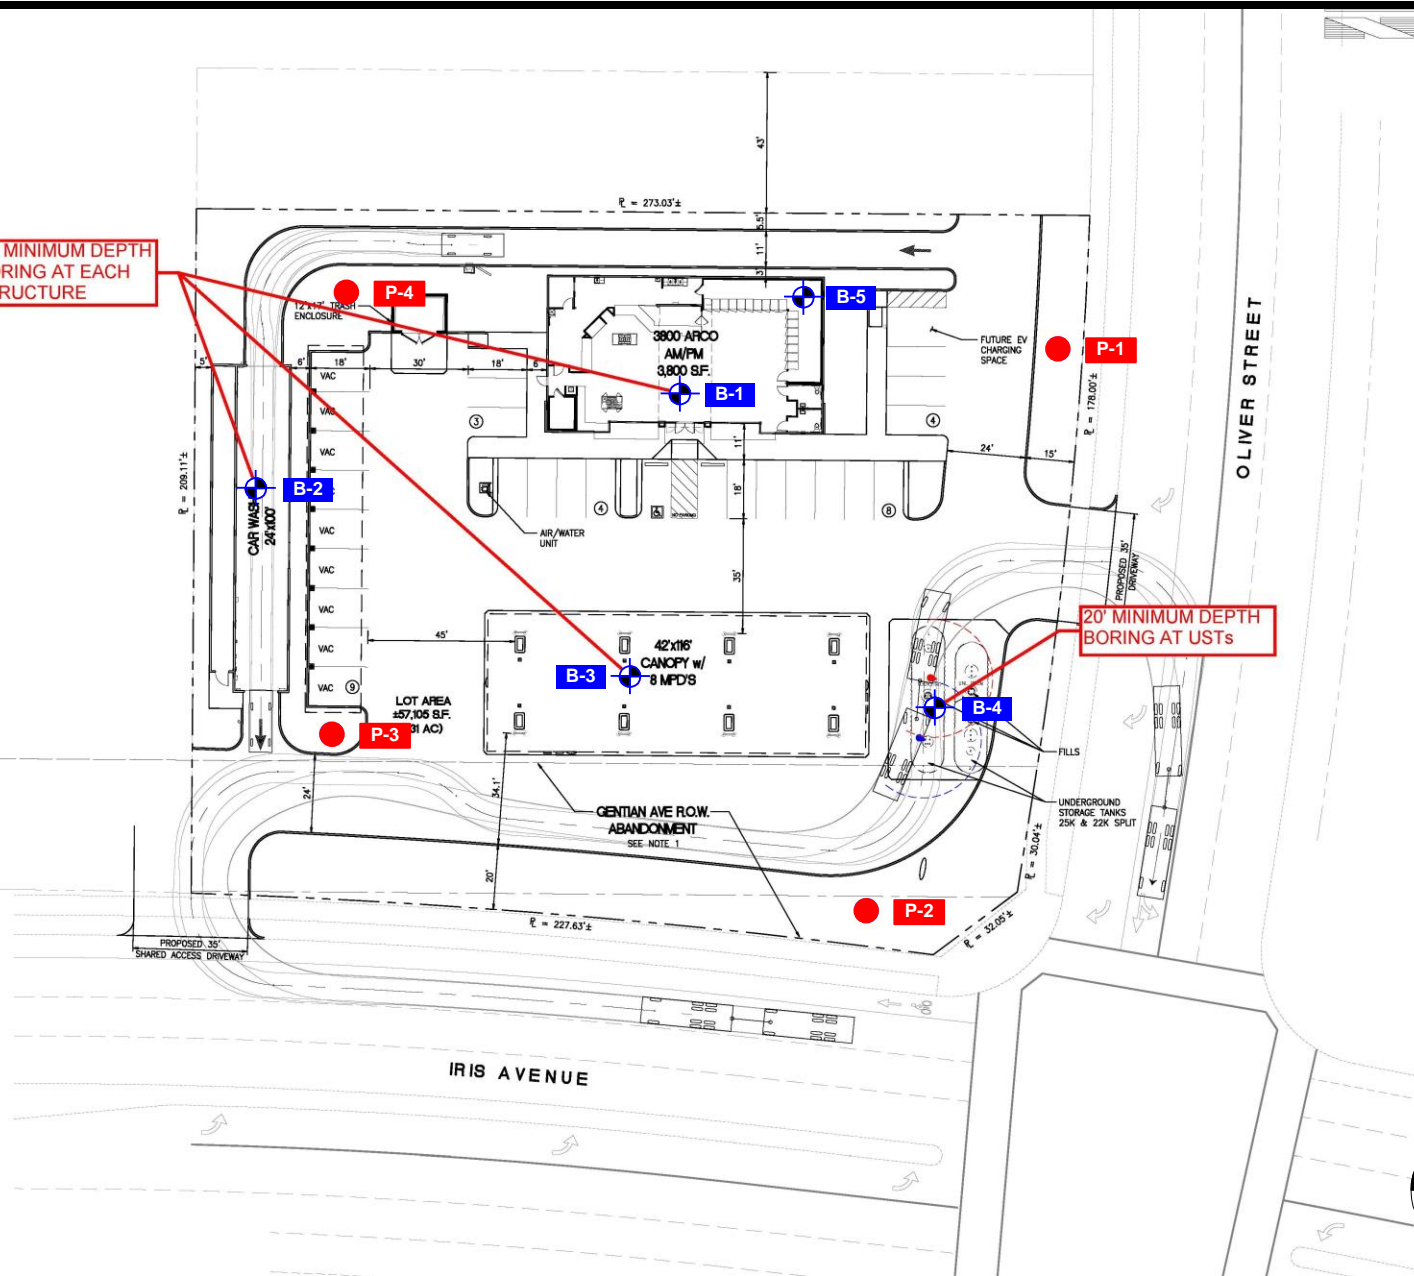 43'
℄ = 273.03'±
5.5'
11'
3'
MINIMUM DEPTH
RING AT EACH
RUCTURE
P-4
12'x17' TRASH
ENCLOSURE
B-5
3800 ARCO
AM/PM
3,800 S.F.
B-1
FUTURE EV
CHARGING
SPACE
P-1
OLIVER STREET
℄ = 178.00'±
5'
6'
18'
30'
18'
6
VAC
VAC
VAC
VAC
VAC
VAC
VAC
VAC
3
4
11'
24'
15'
℄ = 209.11'±
B-2
CAR WASH
24'x100'
18'
4
NO PARKING
8
AIR/WATER
UNIT
35'
PROPOSED 35'
DRIVEWAY
20' MINIMUM DEPTH
BORING AT USTs
45'
42'x116'
CANOPY w/
8 MPD'S
B-3
9
B-4
LOT AREA
±57,105 S.F.
31 AC)
P-3
FILLS
24'
34.1'
UNDERGROUND
STORAGE TANKS
25K & 22K SPLIT
GENTIAN AVE R.O.W.
ABANDONMENT
SEE NOTE 1
℄ = 30.04'±
20'
P-2
℄ = 227.63'±
℄ = 32.05'±
PROPOSED 35'
SHARED ACCESS DRIVEWAY
IRIS AVENUE